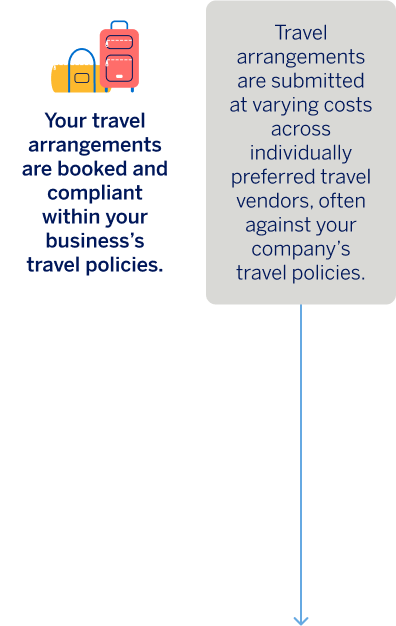 Your travel
arrangements
are booked and
compliant
within your
business’s
travel policies.
Travel
arrangements
are submitted
at varying costs
across
individually
preferred travel
vendors, often
against your
company’s
travel policies.